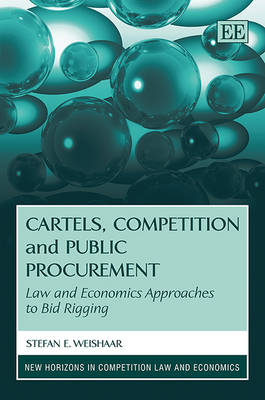 EE
CARTELS, COMPETITION
and PUBLIC
PROCUREMENT
Law and Economics Approaches
to Bid Rigging
STEFAN E. WEISHAAR
NEW HORIZONS IN COMPETITION LAW AND ECONOMICS